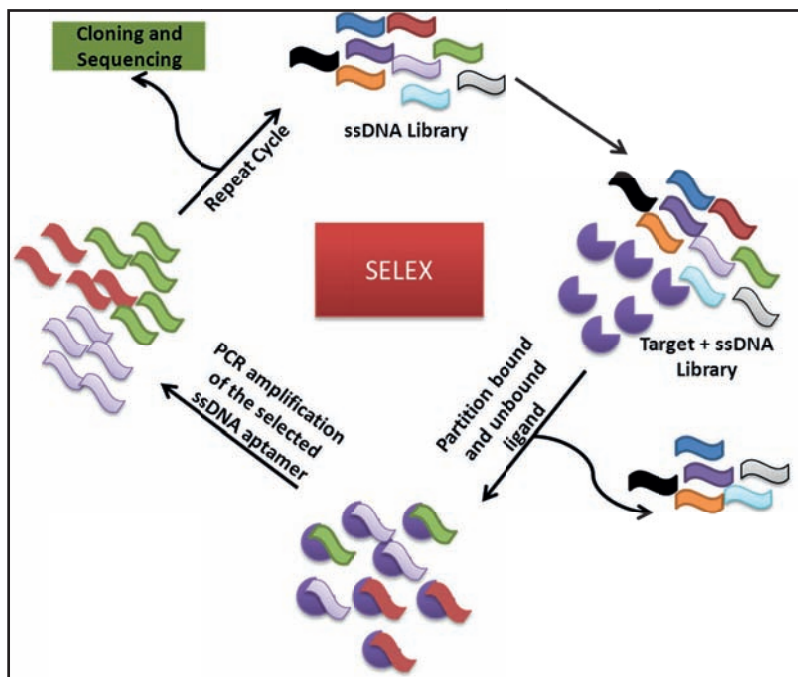 Cloning and
Sequencing
ssDNA Library
Repeat Cycle
SELEX
Target + ssDNA
Library
Partition bound
and unbound
ligand
PCR amplification
of the selected
ssDNA aptamer